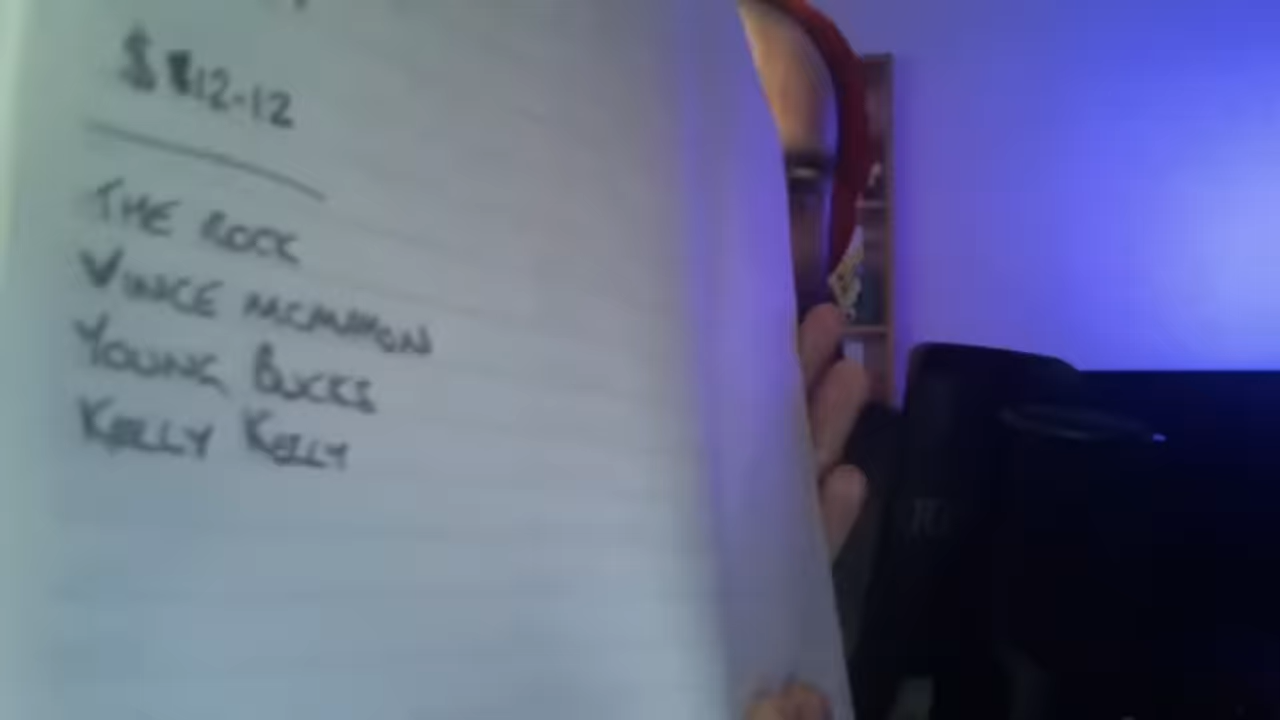 $12.12
THE ROCK
VINCE MCMAHON
YOUNG BUCKS
KELLY KELLY